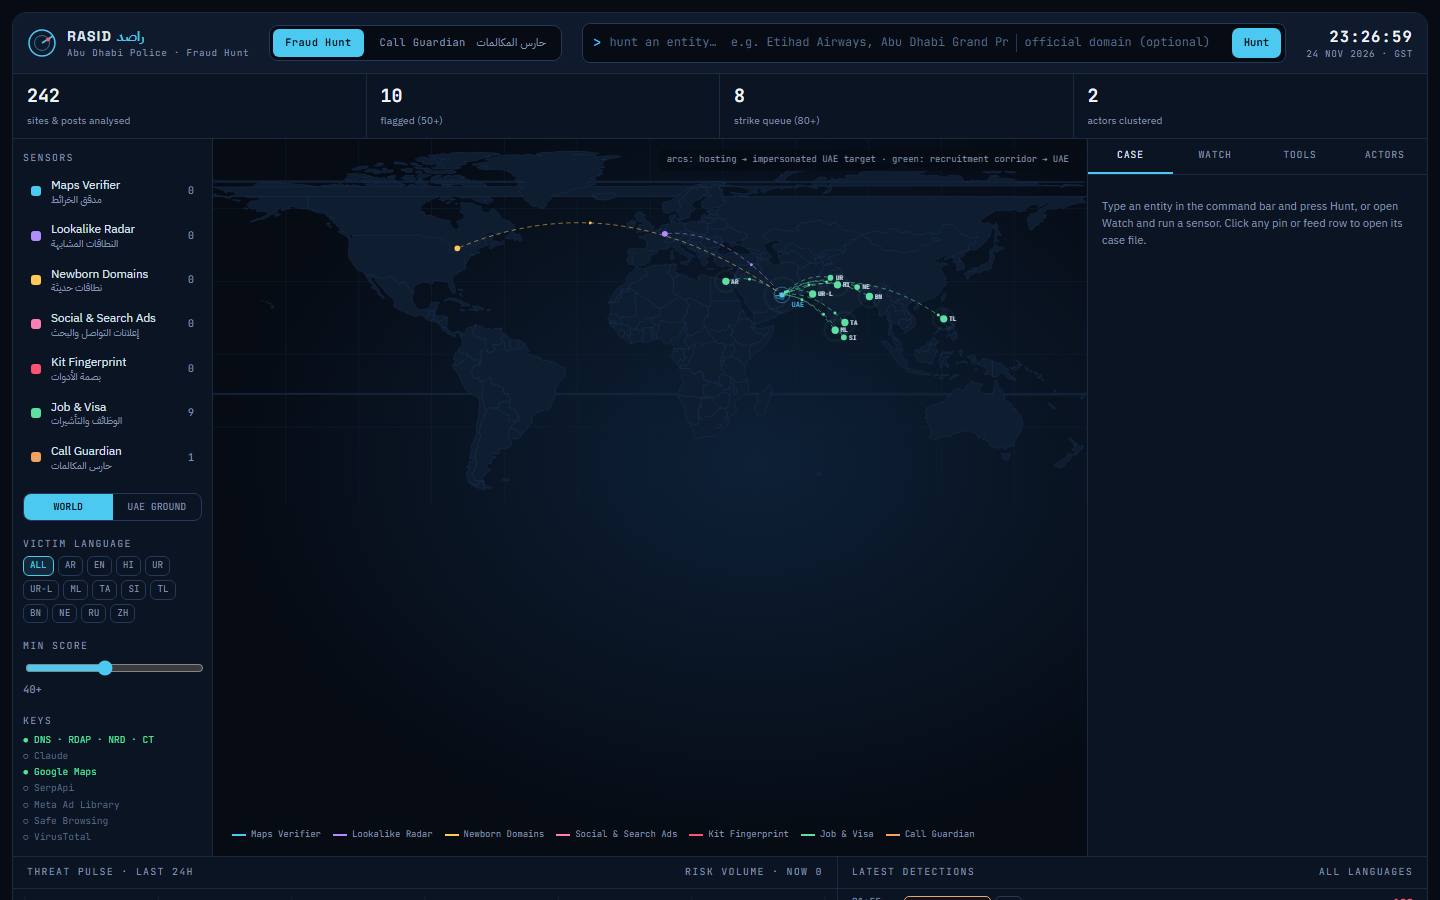 RASID راصد
Abu Dhabi Police · Fraud Hunt
Fraud Hunt
Call Guardian حارس المكالمات
> hunt an entity… e.g. Etihad Airways, Abu Dhabi Grand Pr
official domain (optional)
Hunt
23:26:59
24 NOV 2026 · GST
242
sites & posts analysed
10
flagged (50+)
8
strike queue (80+)
2
actors clustered
SENSORS
Maps Verifier 0
مدقق الخرائط
Lookalike Radar 0
النطاقات المشابهة
Newborn Domains 0
نطاقات حديثة
Social & Search Ads 0
إعلانات التواصل والبحث
Kit Fingerprint 0
بصمة الأدوات
Job & Visa 9
الوظائف والتأشيرات
Call Guardian 1
حارس المكالمات
WORLD
UAE GROUND
VICTIM LANGUAGE
ALL AR EN HI UR
UR-L ML TA SI TL
BN NE RU ZH
MIN SCORE
40+
KEYS
DNS · RDAP · NRD · CT
Claude
Google Maps
SerpApi
Meta Ad Library
Safe Browsing
VirusTotal
arcs: hosting → impersonated UAE target · green: recruitment corridor → UAE
AR
UR
HI
NE
UR-L
BN
UAE
TL
TA
ML
SI
Maps Verifier
Lookalike Radar
Newborn Domains
Social & Search Ads
Kit Fingerprint
Job & Visa
Call Guardian
CASE
WATCH
TOOLS
ACTORS
Type an entity in the command bar and press Hunt, or open
Watch and run a sensor. Click any pin or feed row to open its
case file.
THREAT PULSE · LAST 24H
RISK VOLUME · NOW 0
LATEST DETECTIONS
ALL LANGUAGES